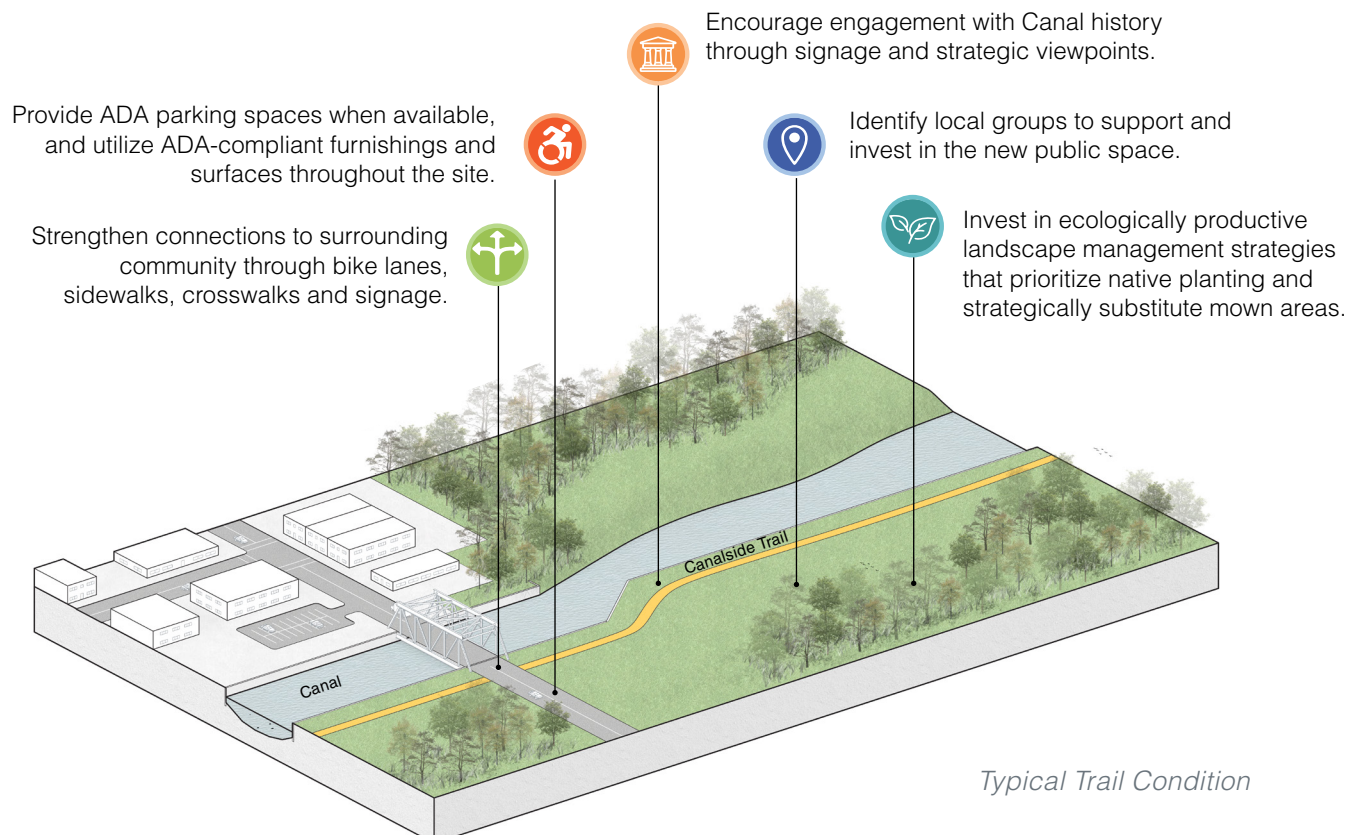 Encourage engagement with Canal history
through signage and strategic viewpoints.
Provide ADA parking spaces when available,
and utilize ADA-compliant furnishings and
surfaces throughout the site.
Identify local groups to support and
invest in the new public space.
Strengthen connections to surrounding
community through bike lanes,
sidewalks, crosswalks and signage.
Invest in ecologically productive
landscape management strategies
that prioritize native planting and
strategically substitute mown areas.
Canalside Trail
Canal
Typical Trail Condition